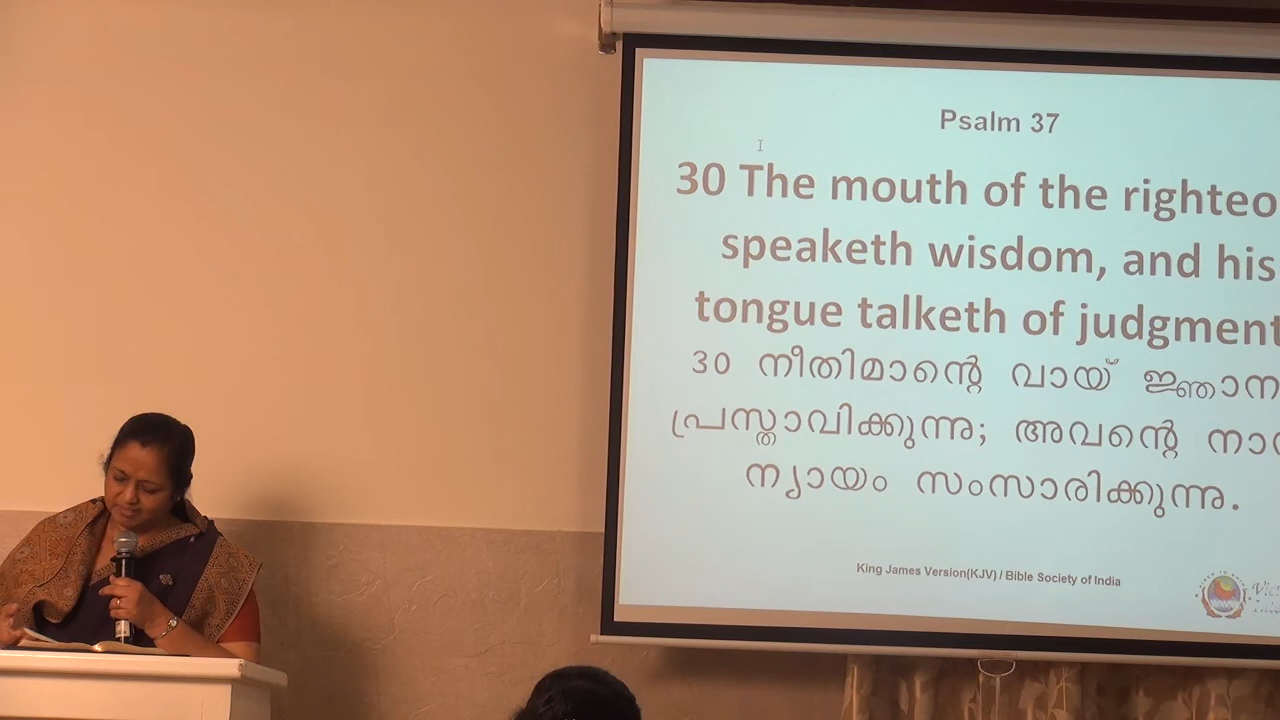 Psalm 37
30 The mouth of the
speaketh wisdom, and his
tongue talketh of judgment
30 നീതിമാന്റെ വായ്
പ്രസ്താവിക്കുന്നു; അവന്റെ
ന്യായം സംസാരിക്കുന്നു.
King James Version(KJV) / Bible Society of India